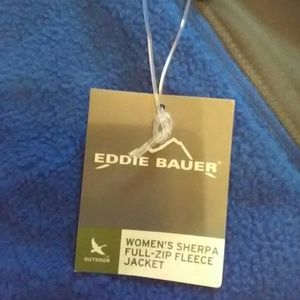 EDDIE BAUER®
WOMEN'S SHERPA
FULL-ZIP FLEECE
JACKET
OUTDOOR